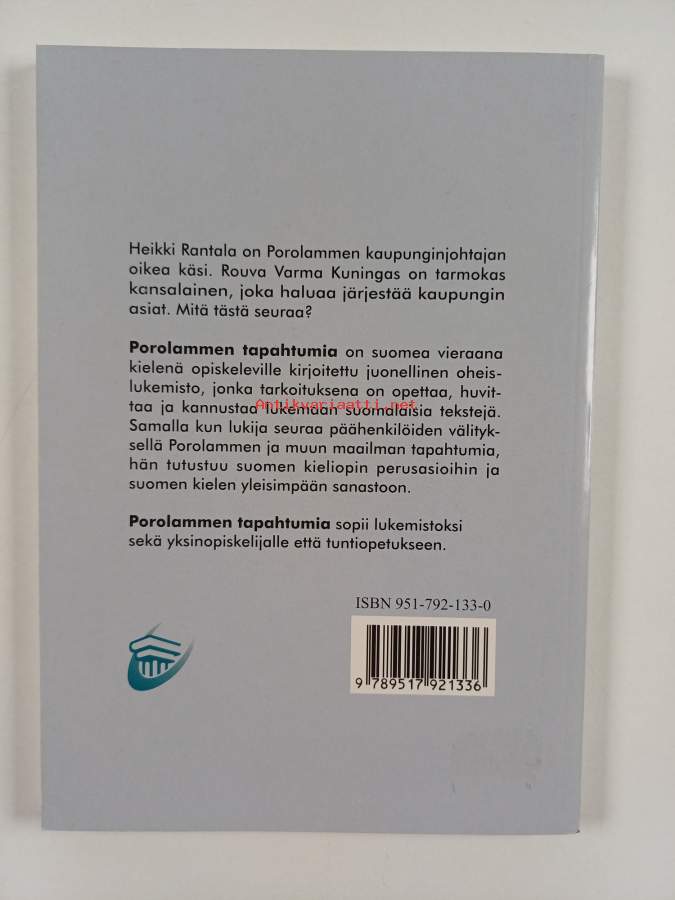 Heikki Rantala on Porolammen kaupunginjohtajan
oikea käsi. Rouva Varma Kuningas on tarmokas
kansalainen, joka haluaa järjestää kaupungin
asiat. Mitä tästä seuraa?
Porolammen tapahtumia on suomea vieraana
kielenä opiskeleville kirjoitettu juonellinen oheis-
lukemisto, jonka tarkoituksena on opettaa, huvit-
taa ja kannustaa lukemaan suomalaisia tekstejä.
Antikvariaatti.net
Samalla kun lukija seuraa päähenkilöiden välityk-
sellä Porolammen ja muun maailman tapahtumia,
hän tutustuu suomen kieliopin perusasioihin ja
suomen kielen yleisimpään sanastoon.
Porolammen tapahtumia sopii lukemistoksi
sekä yksinopiskelijalle että tuntiopetukseen.
ISBN 951-792-133-0
9 789517 921336